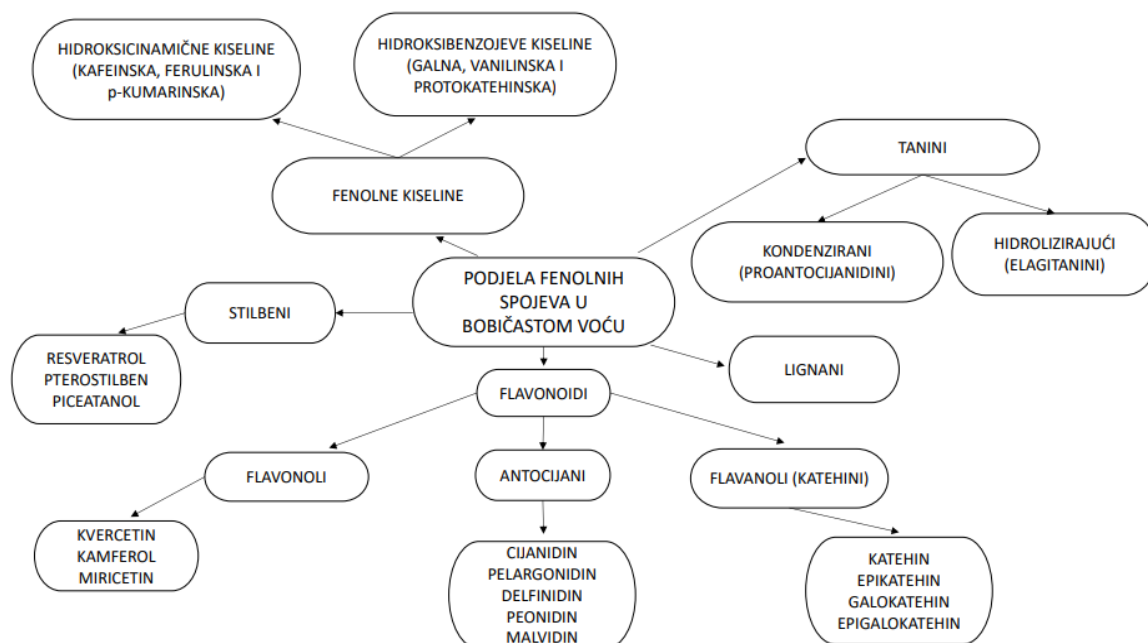 HIDROKSICINAMIČNE KISELINE
(KAFEINSKA, FERULINSKA I
p-KUMARINSKA)
HIDROKSIBENZOJEVE KISELINE
(GALNA, VANILINSKA I
PROTOKATEHINSKA)
TANINI
FENOLNE KISELINE
KONDENZIRANI
(PROANTOCIJANIDINI)
HIDROLIZIRAJUĆI
(ELAGITANINI)
PODJELA FENOLNIH
SPOJEVA U
BOBIČASTOM VOĆU
STILBENI
RESVERATROL
PTEROSTILBEN
PICEATANOL
LIGNANI
FLAVONOIDI
FLAVONOLI
ANTOCIJANI
FLAVANOLI (KATEHINI)
KVERCETIN
KAMFEROL
MIRICETIN
CIJANIDIN
PELARGONIDIN
DELFINIDIN
PEONIDIN
MALVIDIN
KATEHIN
EPIKATEHIN
GALOKATEHIN
EPIGALOKATEHIN